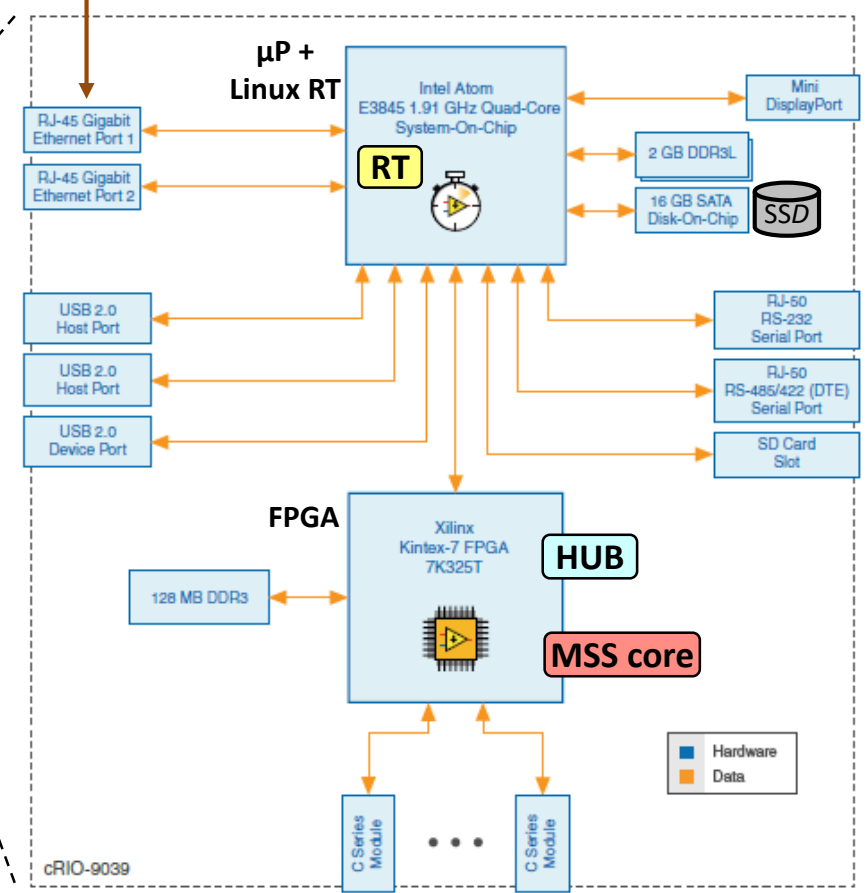 µP +
Linux RT
Intel Atom
E3845 1.91 GHz Quad-Core
System-On-Chip
RT
RJ-45 Gigabit
Ethernet Port 1
RJ-45 Gigabit
Ethernet Port 2
Mini
DisplayPort
2 GB DDR3L
16 GB SATA
Disk-On-Chip
SSD
USB 2.0
Host Port
USB 2.0
Host Port
USB 2.0
Device Port
RJ-50
RS-232
Serial Port
RJ-50
RS-485/422 (DTE)
Serial Port
SD Card
Slot
FPGA
Xilinx
Kintex-7 FPGA
7K325T
HUB
MSS core
128 MB DDR3
Hardware
Data
C Series
Module
• • •
C Series
Module
cRIO-9039